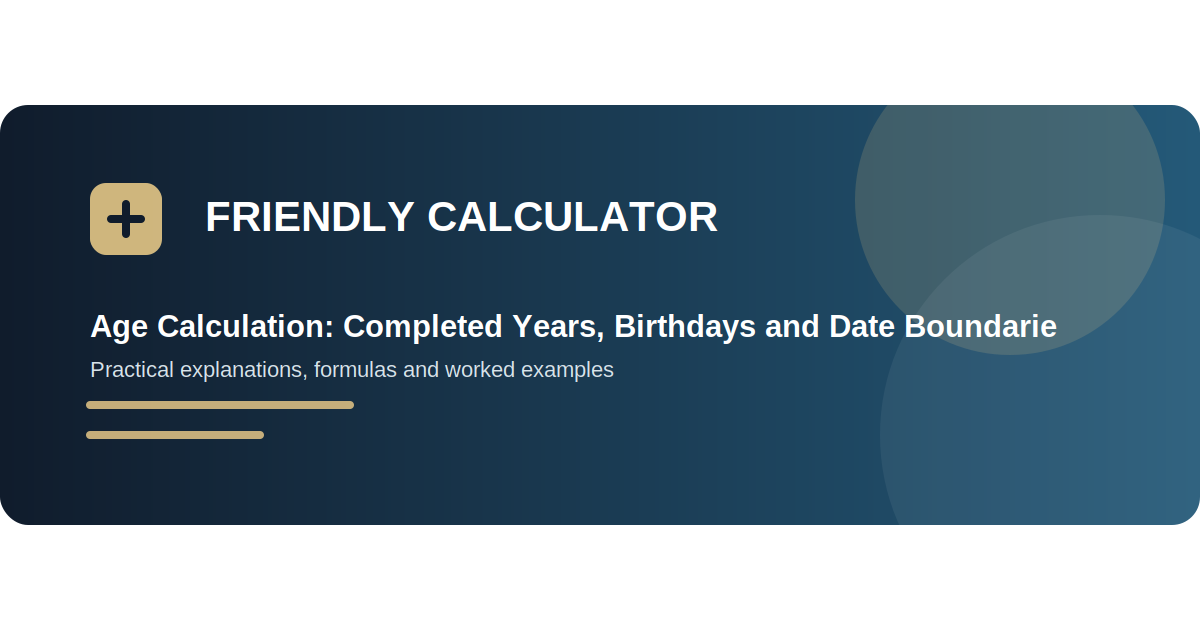 FRIENDLY CALCULATOR
Age Calculation: Completed Years, Birthdays and Date Boundarie
Practical explanations, formulas and worked examples